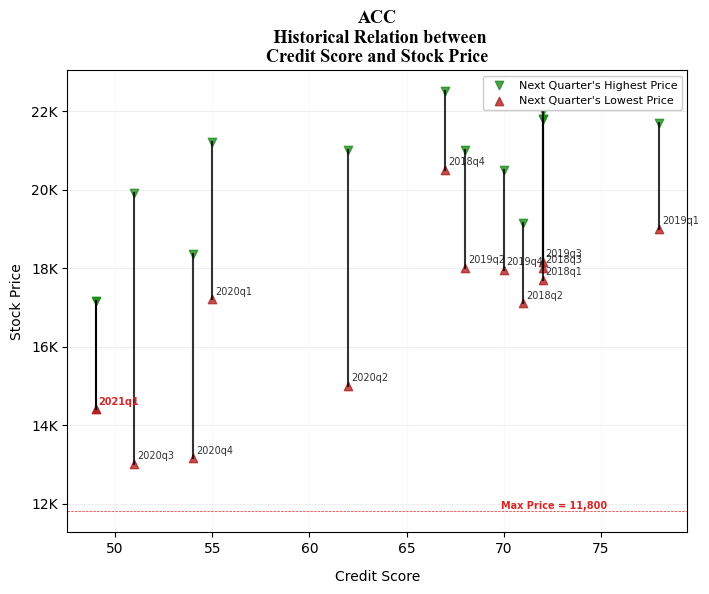 ACC
Historical Relation between
Credit Score and Stock Price
Next Quarter's Highest Price
Next Quarter's Lowest Price
22K
20K
18K
16K
14K
12K
Stock Price
2018q4
2019q1
2019q2
2019q4
2019q3
2018q3
2018q1
2018q2
2020q1
2020q2
2021q1
2020q3
2020q4
Max Price = 11,800
50
55
60
65
70
75
Credit Score